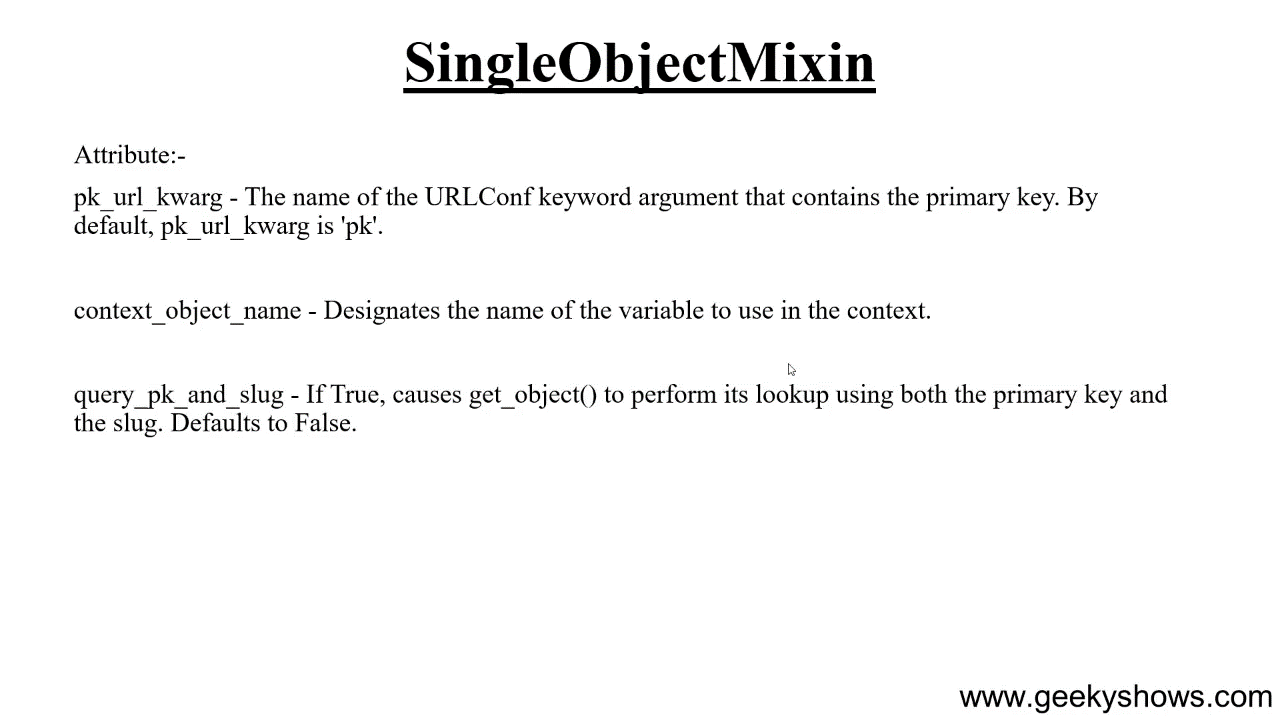 SingleObjectMixin
Attribute:-
pk_url_kwarg - The name of the URLConf keyword argument that contains the primary key. By
default, pk_url_kwarg is 'pk'.
context_object_name - Designates the name of the variable to use in the context.
query_pk_and_slug - If True, causes get_object() to perform its lookup using both the primary key and
the slug. Defaults to False.
www.geekyshows.com